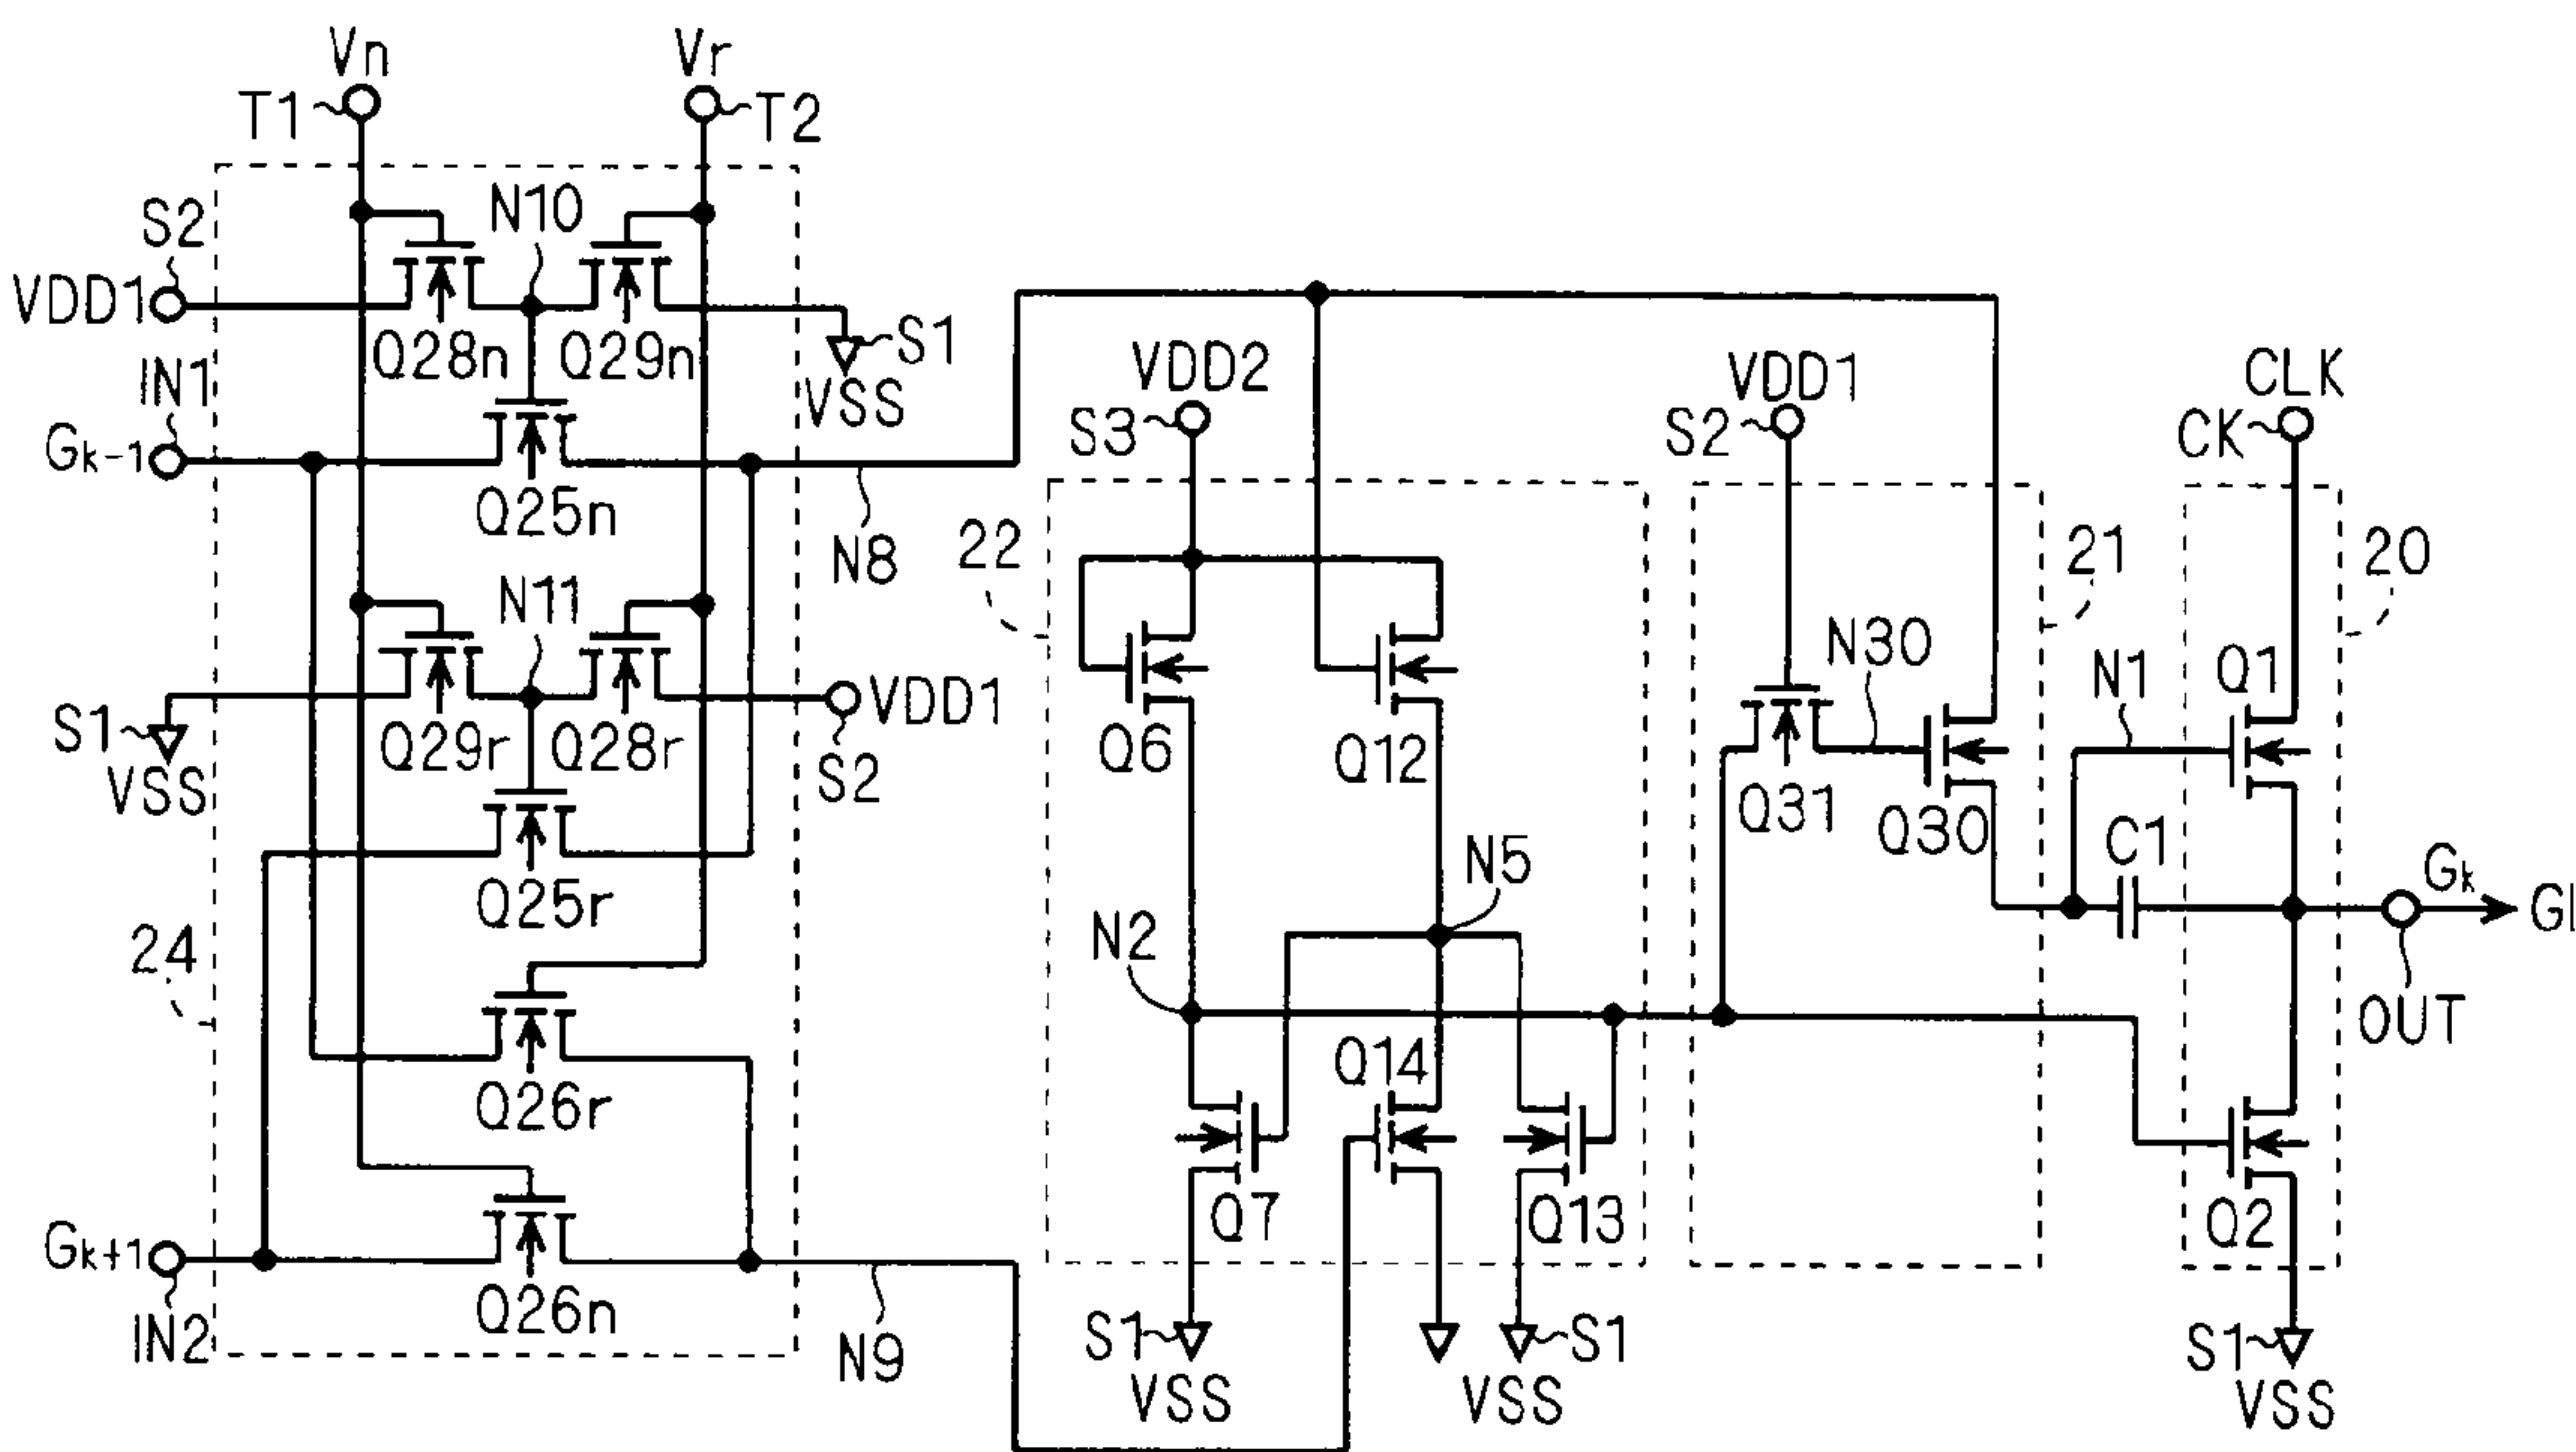 Vn
Vr
T1
T2
N10
S2
VDD1
Q28n
Q29n
S1
VSS
IN1
Gk-1
Q25n
N8
N11
S1
VSS
Q29r
Q28r
VDD1
S2
Q25r
24
Q26r
Gk+1
IN2
Q26n
N9
VDD2
S3
22
Q6
Q12
N5
N2
Q14
Q7
Q13
S1
VSS
VSS
S1
VDD1
S2
21
N30
Q31
Q30
CLK
CK
20
N1
Q1
C1
Gk
OUT
Q2
S1
VSS